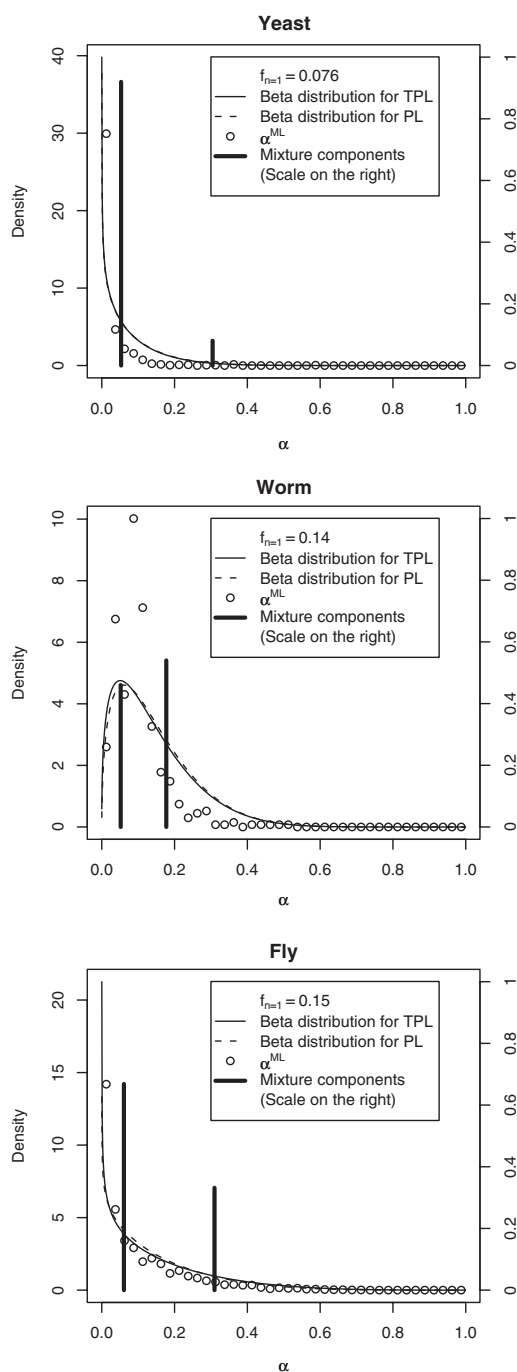 Yeast
f_{n=1} = 0.076
Beta distribution for TPL
Beta distribution for PL
α^{ML}
Mixture components
(Scale on the right)
Density
0 10 20 30 40
0 0.2 0.4 0.6 0.8 1
0.0 0.2 0.4 0.6 0.8 1.0
α
Worm
f_{n=1} = 0.14
Beta distribution for TPL
Beta distribution for PL
α^{ML}
Mixture components
(Scale on the right)
Density
0 2 4 6 8 10
0 0.2 0.4 0.6 0.8 1
0.0 0.2 0.4 0.6 0.8 1.0
α
Fly
f_{n=1} = 0.15
Beta distribution for TPL
Beta distribution for PL
α^{ML}
Mixture components
(Scale on the right)
Density
0 5 10 15 20
0 0.2 0.4 0.6 0.8 1
0.0 0.2 0.4 0.6 0.8 1.0
α